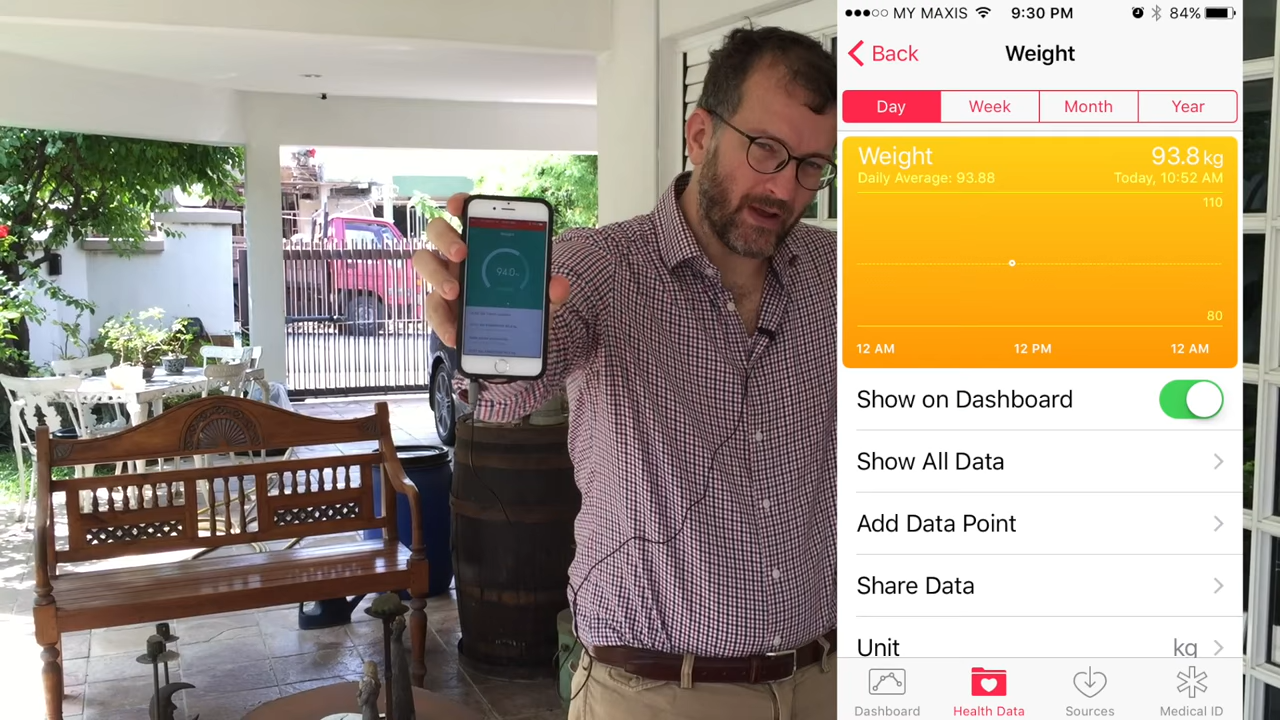 MY MAXIS 9:30 PM 84%
Back Weight
Day Week Month Year
Weight 93.8 kg
Daily Average: 93.88 Today, 10:52 AM
110
80
12 AM 12 PM 12 AM
Show on Dashboard
Show All Data
Add Data Point
Share Data
Unit kg
Dashboard Health Data Sources Medical ID
94.0